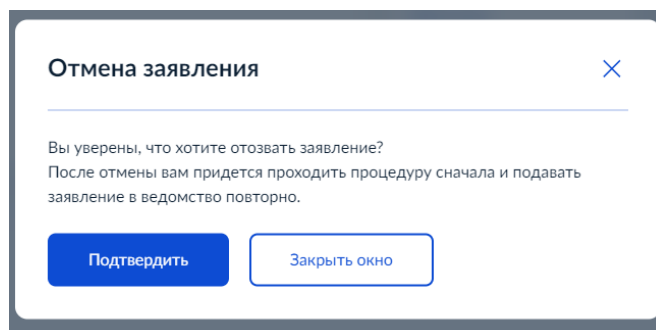 Отмена заявления
Вы уверены, что хотите отозвать заявление?
После отмены вам придется проходить процедуру сначала и подавать
заявление в ведомство повторно.
Подтвердить
Закрыть окно